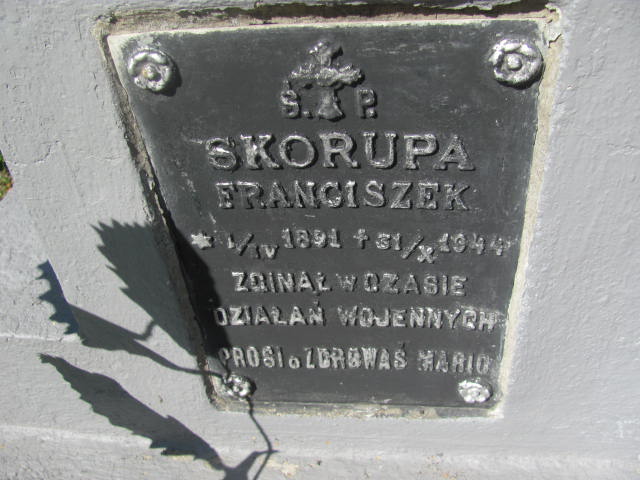 Ś. P.
SKORUPA
FRANCISZEK
* 1/IV 1891 + 31/X 1944
ZGINĄŁ W CZASIE
DZIAŁAŃ WOJENNYCH
PROSI o ZDROWAŚ MARIO